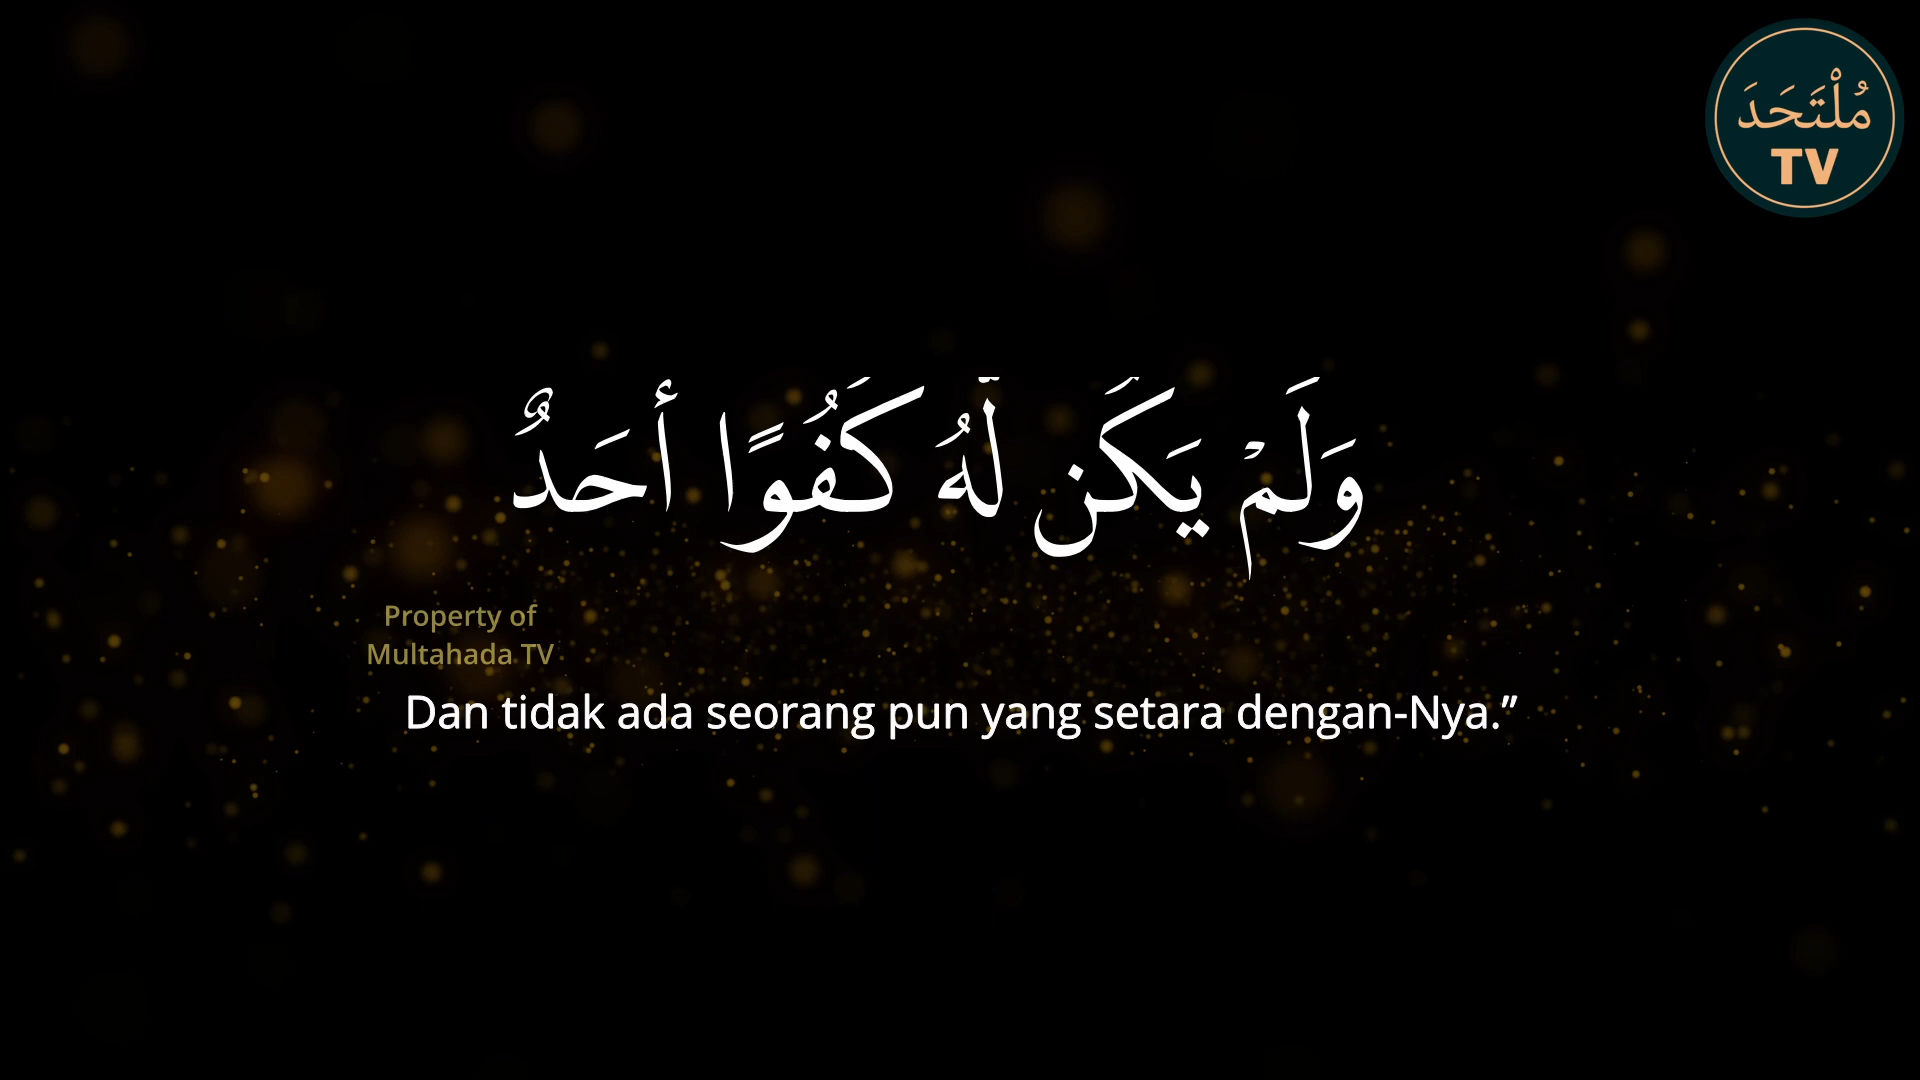 مُلْتَحَدَ
TV
وَلَمْ يَكُن لَّهُ كُفُوًا أَحَدٌ
Property of
Multahada TV
Dan tidak ada seorang pun yang setara dengan-Nya.”